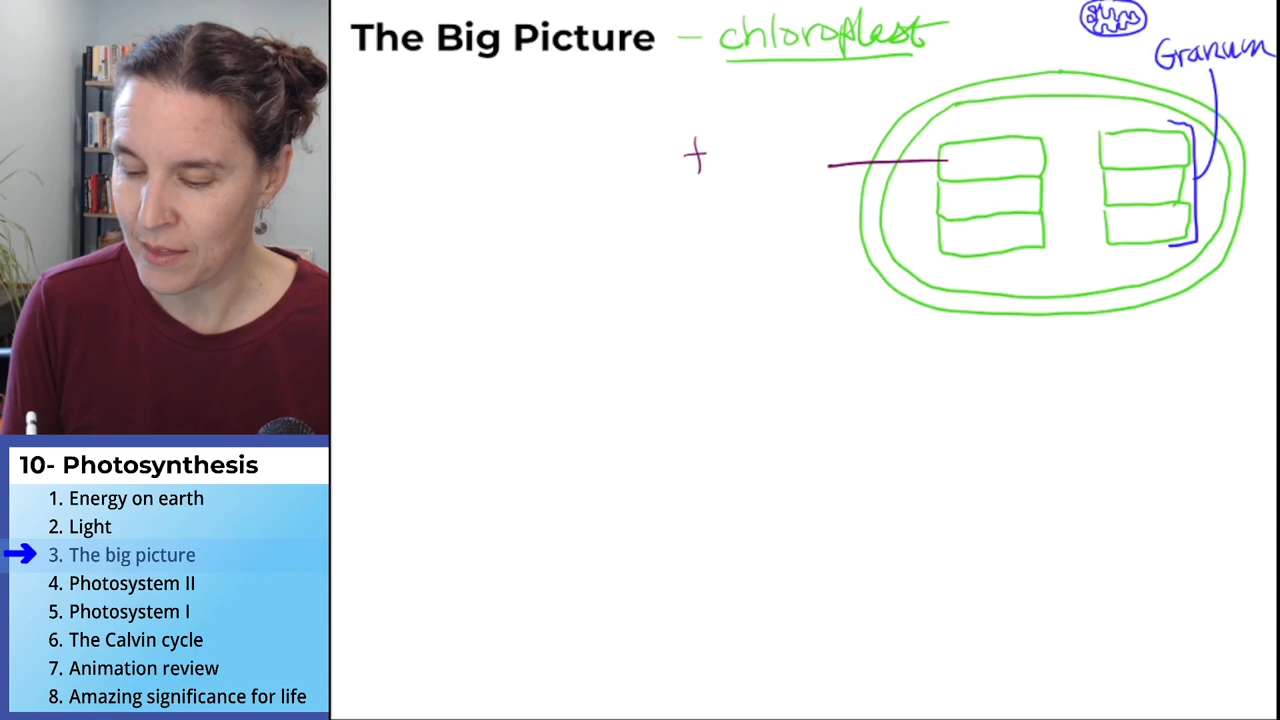 The Big Picture - chloroplast
Granum
+
10- Photosynthesis
1. Energy on earth
2. Light
3. The big picture
4. Photosystem II
5. Photosystem I
6. The Calvin cycle
7. Animation review
8. Amazing significance for life